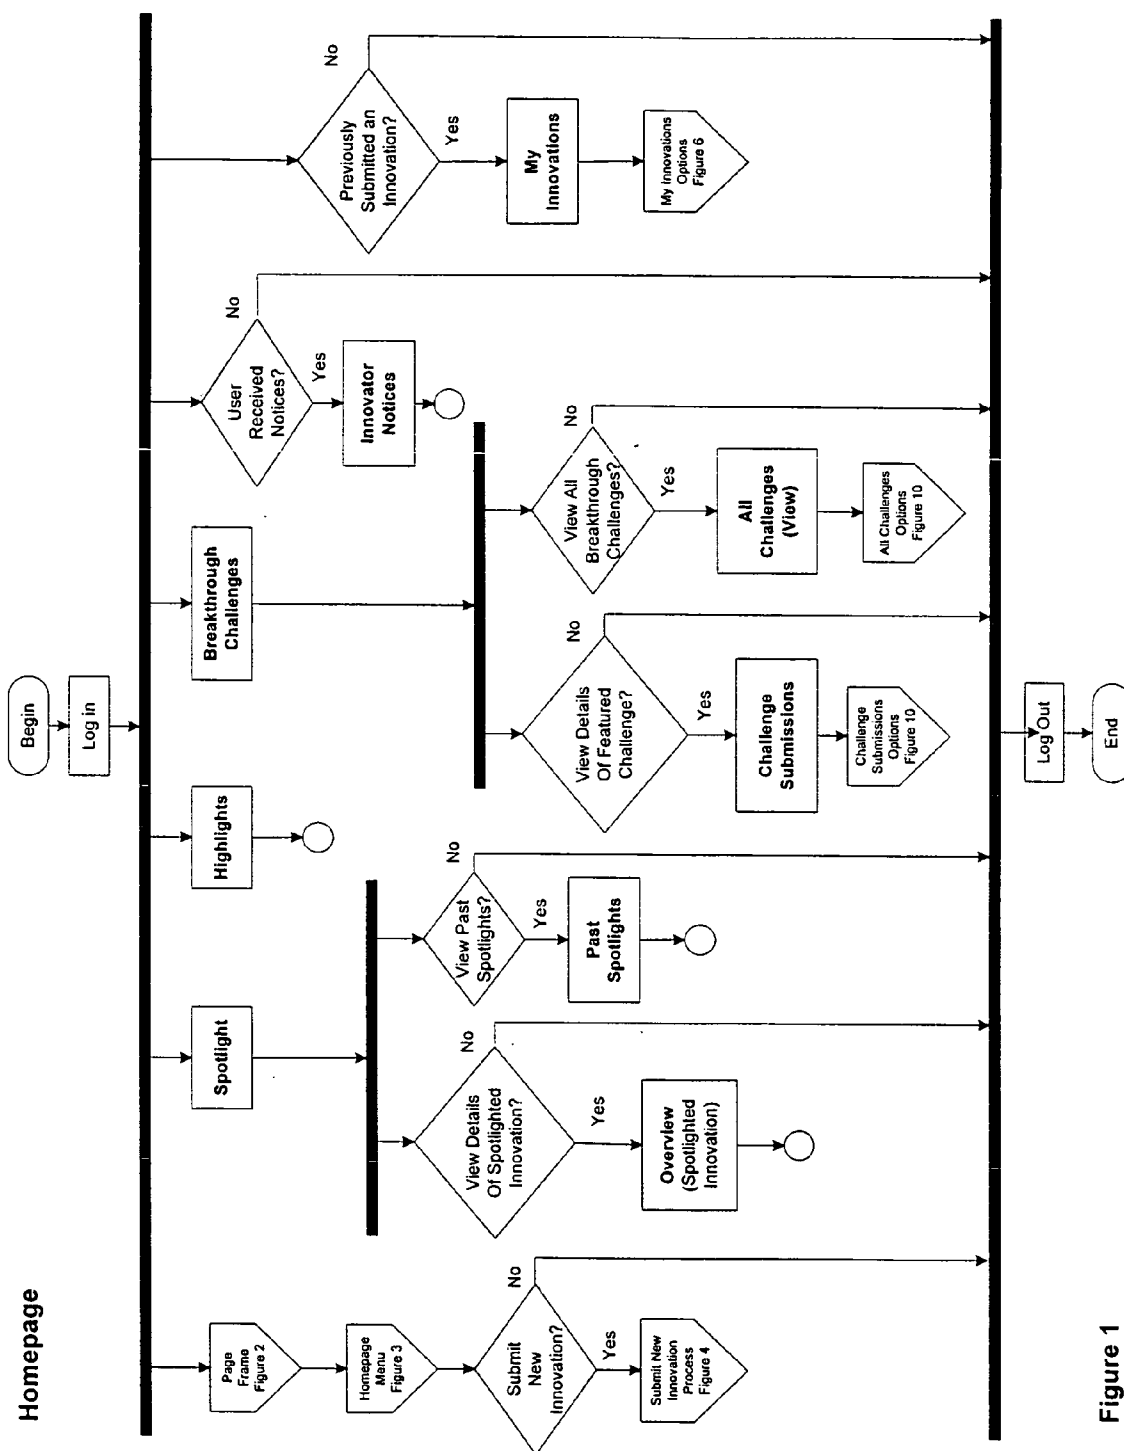 Homepage
Begin
Log in
Page
Frame
Figure 2
Homepage
Menu
Figure 3
Submit
New
Innovation?
No
Yes
Submit New
Innovation
Process
Figure 4
Spotlight
View Details
Of Spotlighted
Innovation?
No
Yes
Overview
(Spotlighted
Innovation)
View Past
Spotlights?
No
Yes
Past
Spotlights
Highlights
Breakthrough
Challenges
View Details
Of Featured
Challenge?
No
Yes
Challenge
Submissions
Challenge
Submissions
Options
Figure 10
View All
Breakthrough
Challenges?
No
Yes
All
Challenges
(View)
All Challenges
Options
Figure 10
User
Received
Notices?
No
Yes
Innovator
Notices
Previously
Submitted an
Innovation?
No
Yes
My
Innovations
My Innovations
Options
Figure 6
Log Out
End
Figure 1